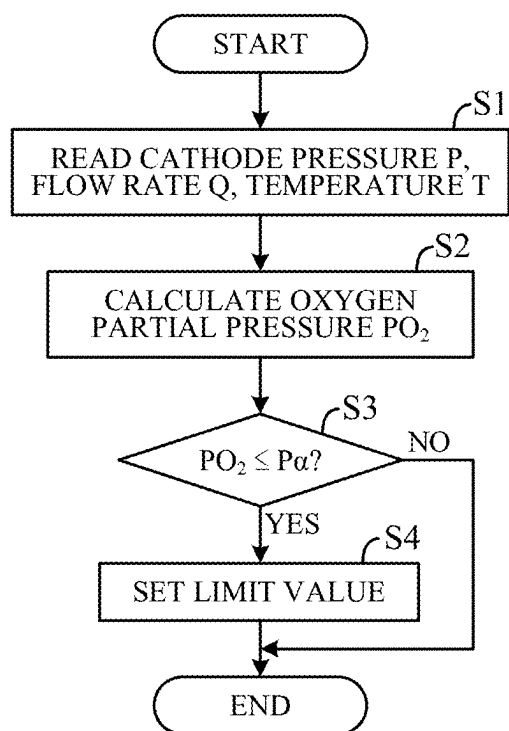 START
S1
READ CATHODE PRESSURE P,
FLOW RATE Q, TEMPERATURE T
S2
CALCULATE OXYGEN
PARTIAL PRESSURE PO₂
S3
PO₂ ≤ Pα?
NO
YES
S4
SET LIMIT VALUE
END